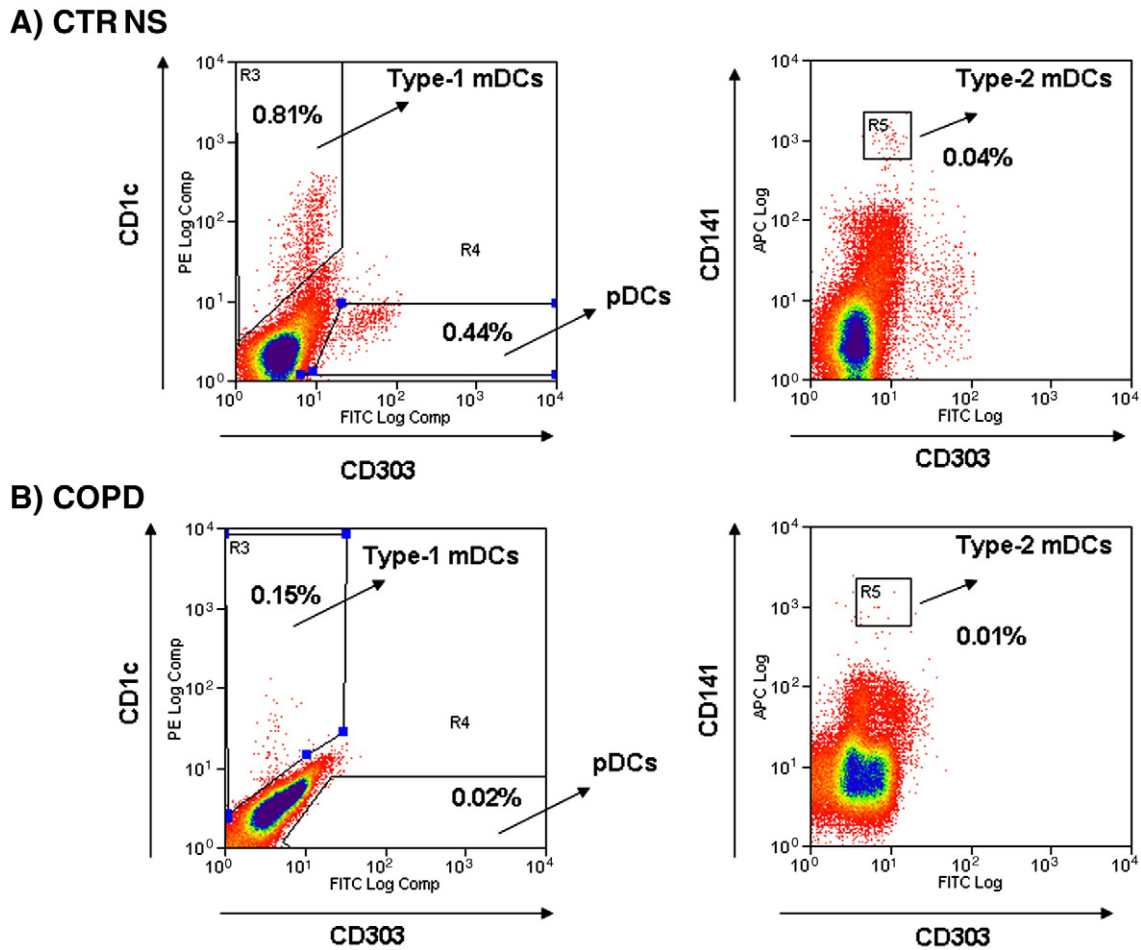 A) CTR NS
10⁴
10³
10²
10¹
10⁰
R3
0.81%
Type-1 mDCs
R4
pDCs
0.44%
CD1c
PE Log Comp
10⁰ 10¹ 10² 10³ 10⁴
FITC Log Comp
CD303
10⁴
10³
10²
10¹
10⁰
R5
Type-2 mDCs
0.04%
CD141
APC Log
10⁰ 10¹ 10² 10³ 10⁴
FITC Log
CD303
B) COPD
10⁴
10³
10²
10¹
10⁰
R3
Type-1 mDCs
0.15%
R4
pDCs
0.02%
CD1c
PE Log Comp
10⁰ 10¹ 10² 10³ 10⁴
FITC Log Comp
CD303
10⁴
10³
10²
10¹
10⁰
Type-2 mDCs
R5
0.01%
CD141
APC Log
10⁰ 10¹ 10² 10³ 10⁴
FITC Log
CD303